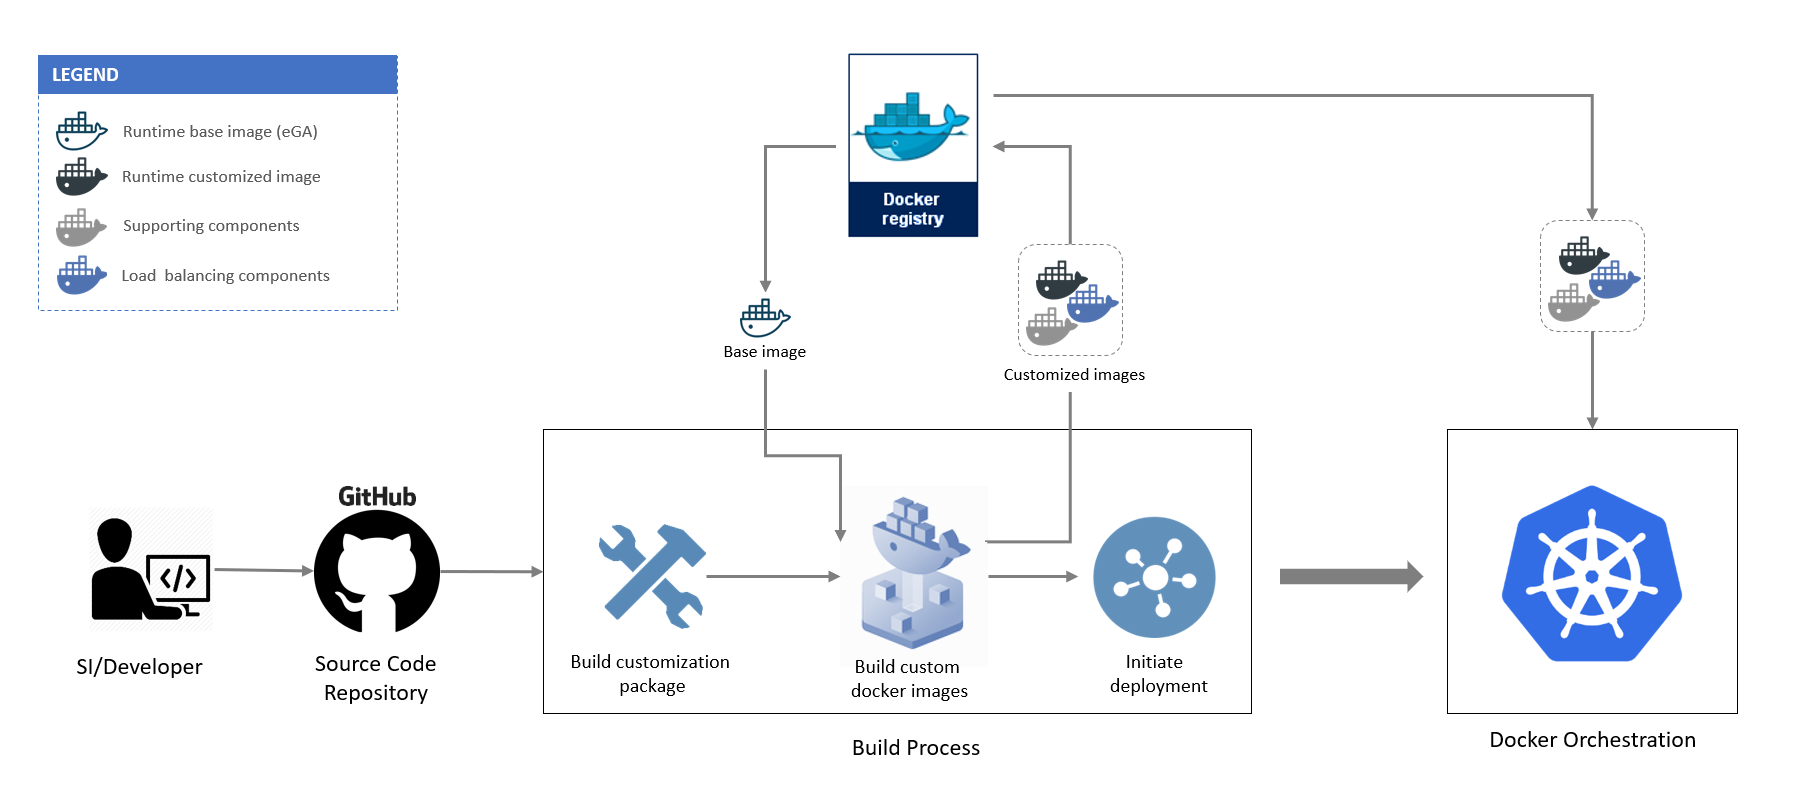 LEGEND
Runtime base image (eGA)
Runtime customized image
Supporting components
Load balancing components
Docker
registry
Base image
Customized images
GitHub
SI/Developer
Source Code
Repository
Build customization
package
Build custom
docker images
Initiate
deployment
Build Process
Docker Orchestration